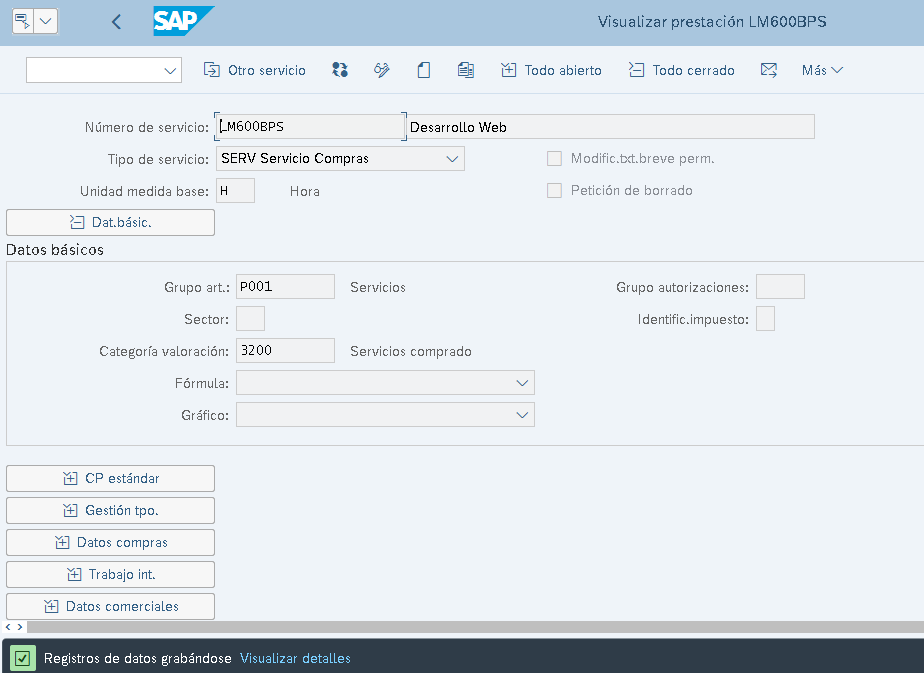 SAP
Visualizar prestación LM600BPS
Otro servicio Todo abierto Todo cerrado Más
Número de servicio: LM600BPS Desarrollo Web
Tipo de servicio: SERV Servicio Compras Modific.txt.breve perm.
Unidad medida base: H Hora Petición de borrado
Dat.básic.
Datos básicos
Grupo art.: P001 Servicios Grupo autorizaciones:
Sector: Identific.impuesto:
Categoría valoración: 3200 Servicios comprado
Fórmula:
Gráfico:
CP estándar
Gestión tpo.
Datos compras
Trabajo int.
Datos comerciales
Registros de datos grabándose Visualizar detalles